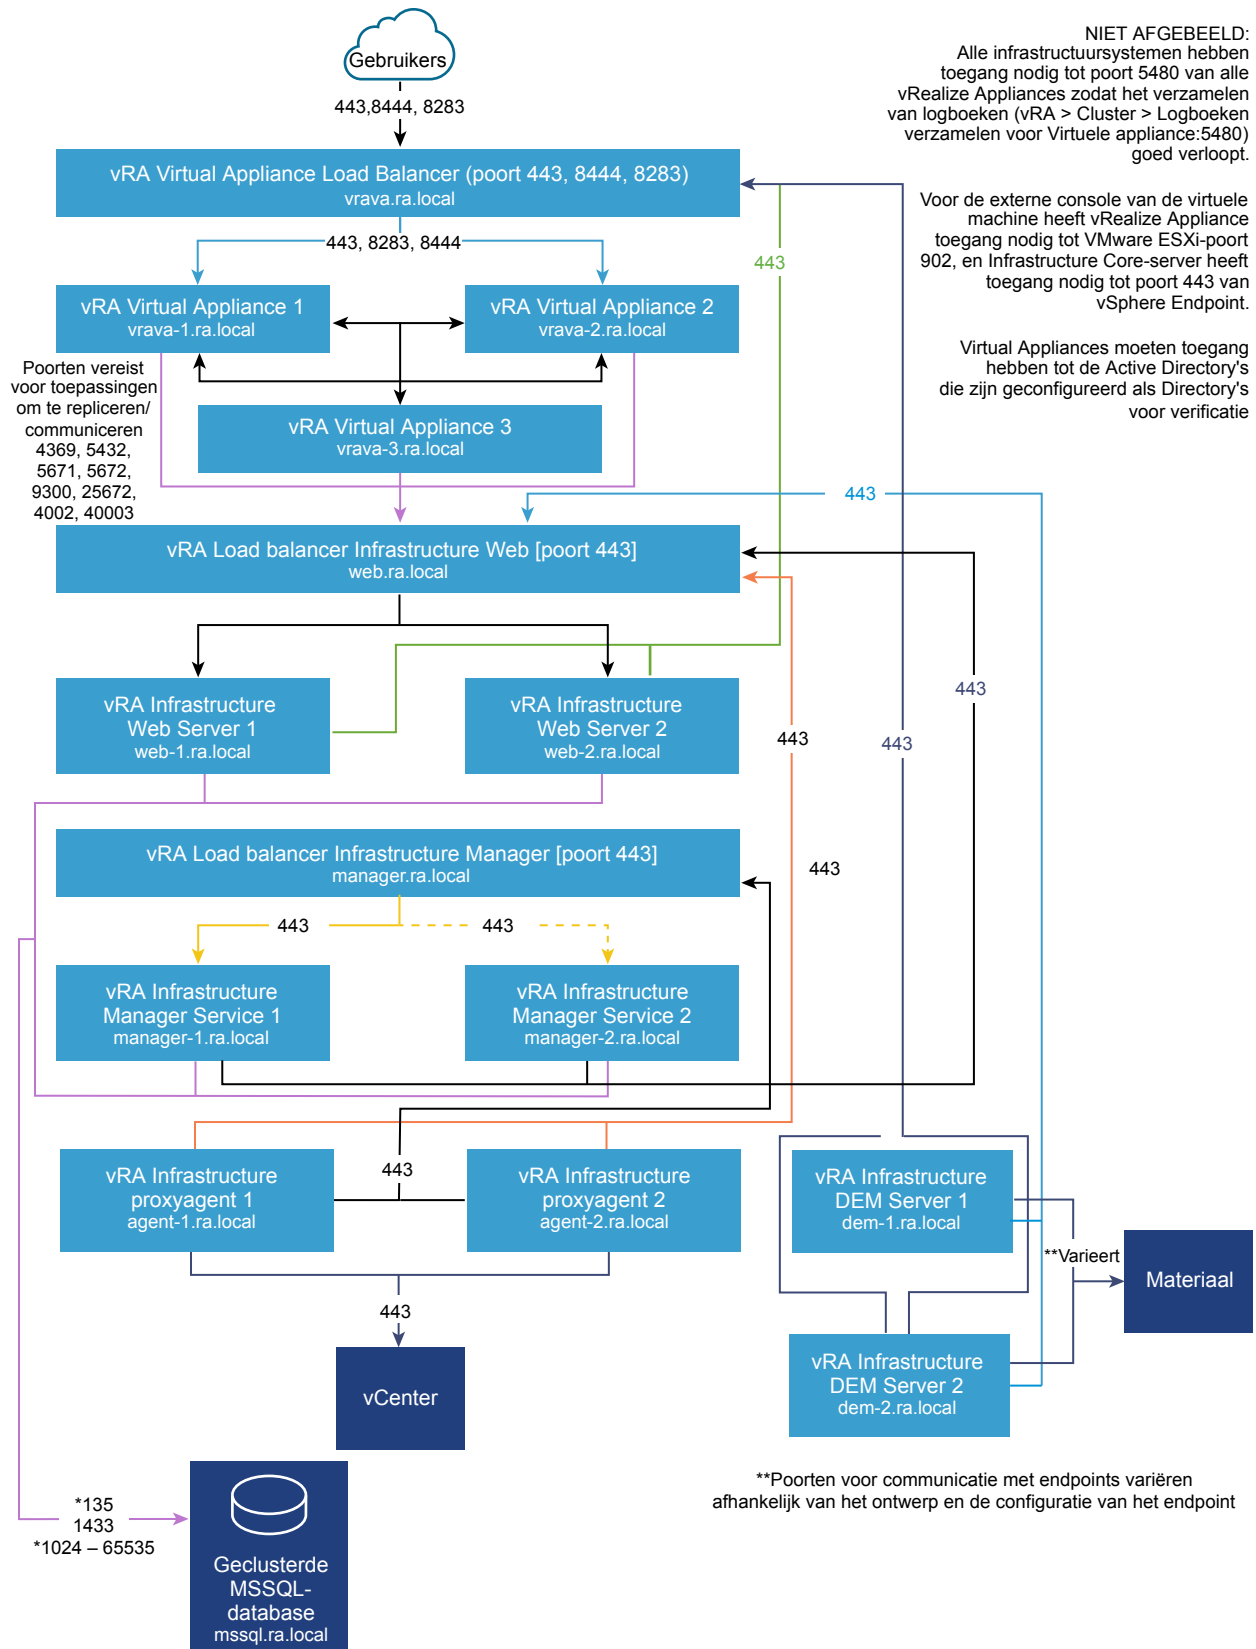 Gebruikers
443,8444, 8283
NIET AFGEBEELD:
Alle infrastructuursystemen hebben
toegang nodig tot poort 5480 van alle
vRealize Appliances zodat het verzamelen
van logboeken (vRA > Cluster > Logboeken
verzamelen voor Virtuele appliance:5480)
goed verloopt.
Voor de externe console van de virtuele
machine heeft vRealize Appliance
toegang nodig tot VMware ESXi-poort
902, en Infrastructure Core-server heeft
toegang nodig tot poort 443 van
vSphere Endpoint.
Virtual Appliances moeten toegang
hebben tot de Active Directory's
die zijn geconfigureerd als Directory's
voor verificatie
vRA Virtual Appliance Load Balancer (poort 443, 8444, 8283)
vrava.ra.local
443, 8283, 8444
443
vRA Virtual Appliance 1
vrava-1.ra.local
vRA Virtual Appliance 2
vrava-2.ra.local
Poorten vereist
voor toepassingen
om te repliceren/
communiceren
4369, 5432,
5671, 5672,
9300, 25672,
4002, 40003
vRA Virtual Appliance 3
vrava-3.ra.local
443
vRA Load balancer Infrastructure Web [poort 443]
web.ra.local
vRA Infrastructure
Web Server 1
web-1.ra.local
vRA Infrastructure
Web Server 2
web-2.ra.local
443
443
443
vRA Load balancer Infrastructure Manager [poort 443]
manager.ra.local
443
443
443
vRA Infrastructure
Manager Service 1
manager-1.ra.local
vRA Infrastructure
Manager Service 2
manager-2.ra.local
vRA Infrastructure
proxyagent 1
agent-1.ra.local
443
vRA Infrastructure
proxyagent 2
agent-2.ra.local
vRA Infrastructure
DEM Server 1
dem-1.ra.local
**Varieert
Materiaal
443
vCenter
vRA Infrastructure
DEM Server 2
dem-2.ra.local
**Poorten voor communicatie met endpoints variëren
afhankelijk van het ontwerp en de configuratie van het endpoint
*135
1433
*1024 – 65535
Geclusterde
MSSQL-
database
mssql.ra.local